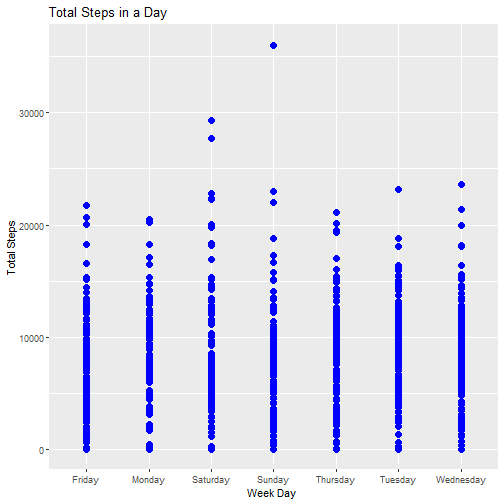 Total Steps in a Day
Total Steps
30000
20000
10000
0
Friday Monday Saturday Sunday Thursday Tuesday Wednesday
Week Day